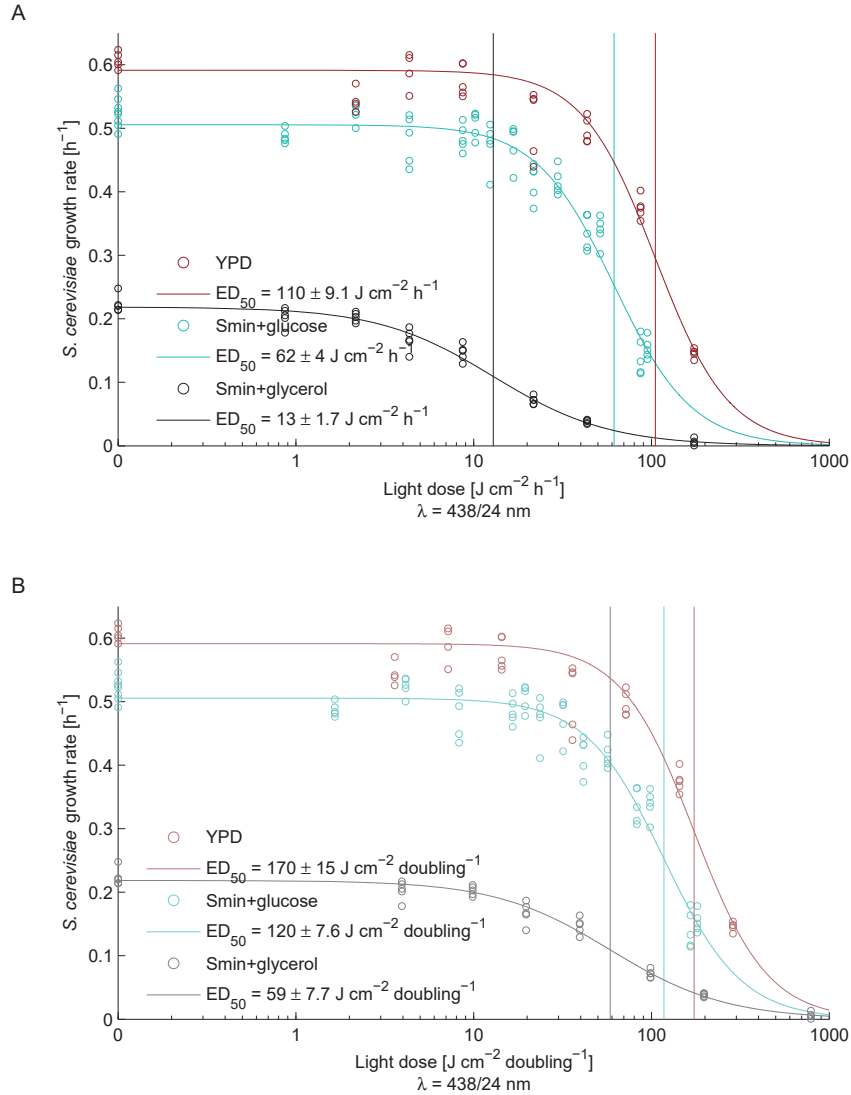 A
S. cerevisiae growth rate [h⁻¹]
0.6
0.5
0.4
0.3
0.2
0.1
0
YPD
ED₅₀ = 110 ± 9.1 J cm⁻² h⁻¹
Smin+glucose
ED₅₀ = 62 ± 4 J cm⁻² h⁻¹
Smin+glycerol
ED₅₀ = 13 ± 1.7 J cm⁻² h⁻¹
0 1 10 100 1000
Light dose [J cm⁻² h⁻¹]
λ = 438/24 nm
B
S. cerevisiae growth rate [h⁻¹]
0.6
0.5
0.4
0.3
0.2
0.1
0
YPD
ED₅₀ = 170 ± 15 J cm⁻² doubling⁻¹
Smin+glucose
ED₅₀ = 120 ± 7.6 J cm⁻² doubling⁻¹
Smin+glycerol
ED₅₀ = 59 ± 7.7 J cm⁻² doubling⁻¹
0 1 10 100 1000
Light dose [J cm⁻² doubling⁻¹]
λ = 438/24 nm